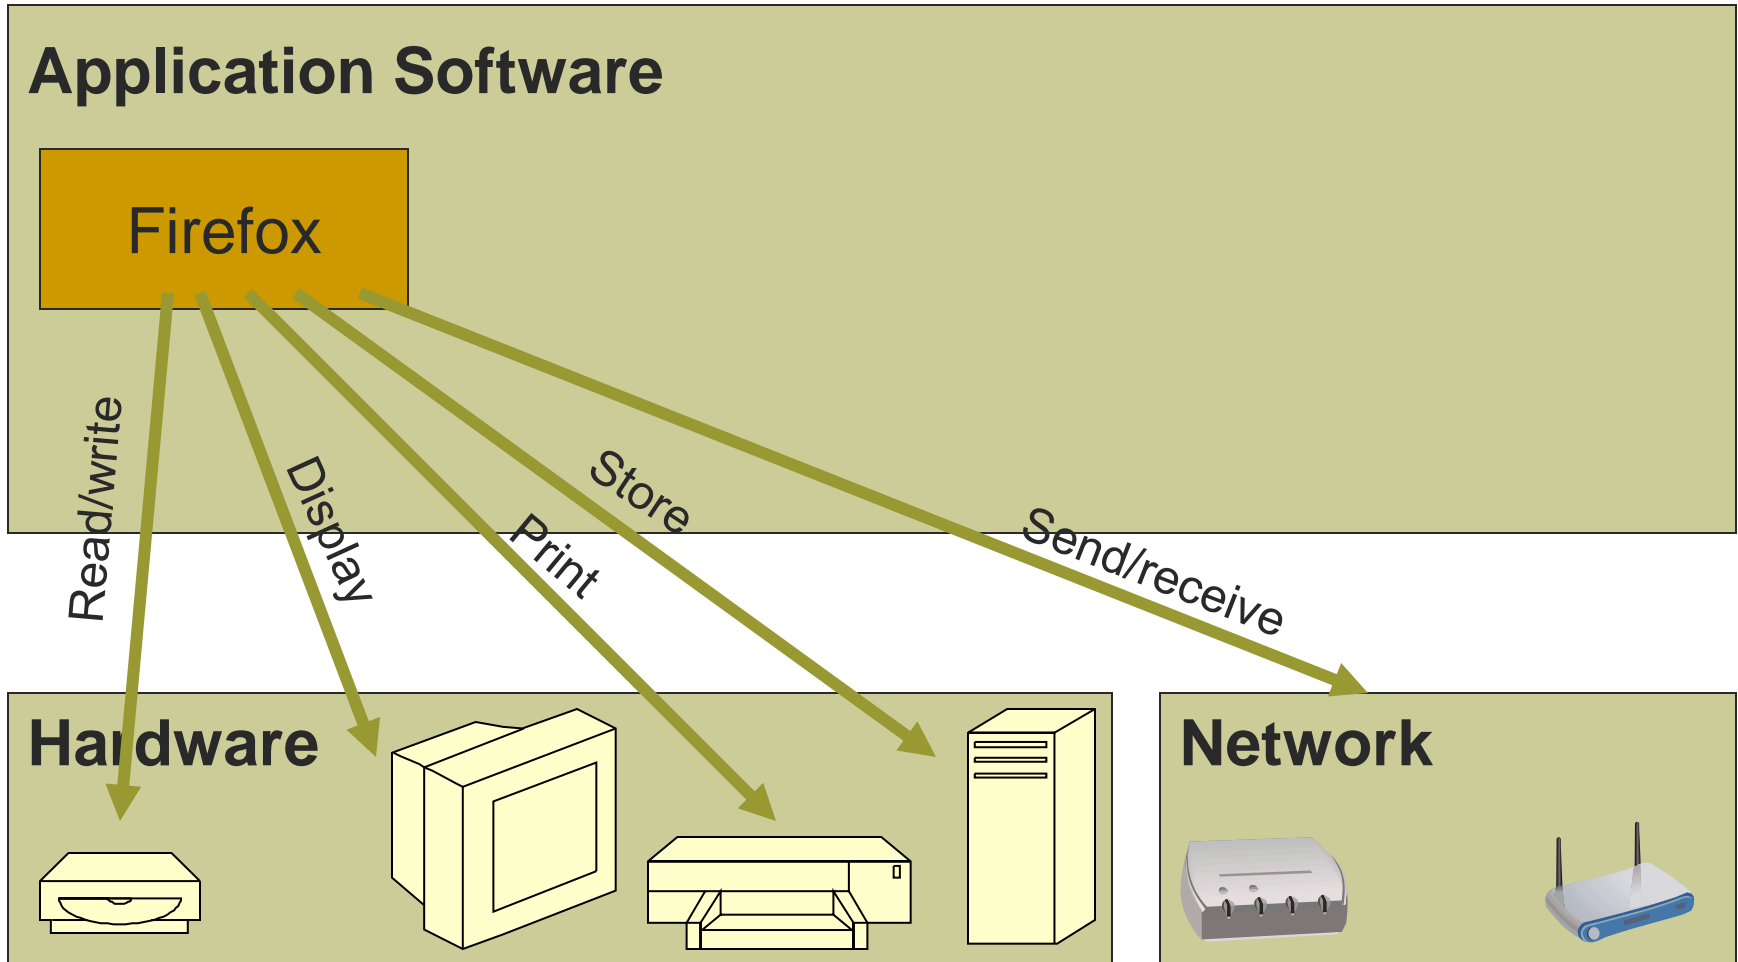 Application Software
Firefox
Read/write
Display
Print
Store
Send/receive
Hardware
Network